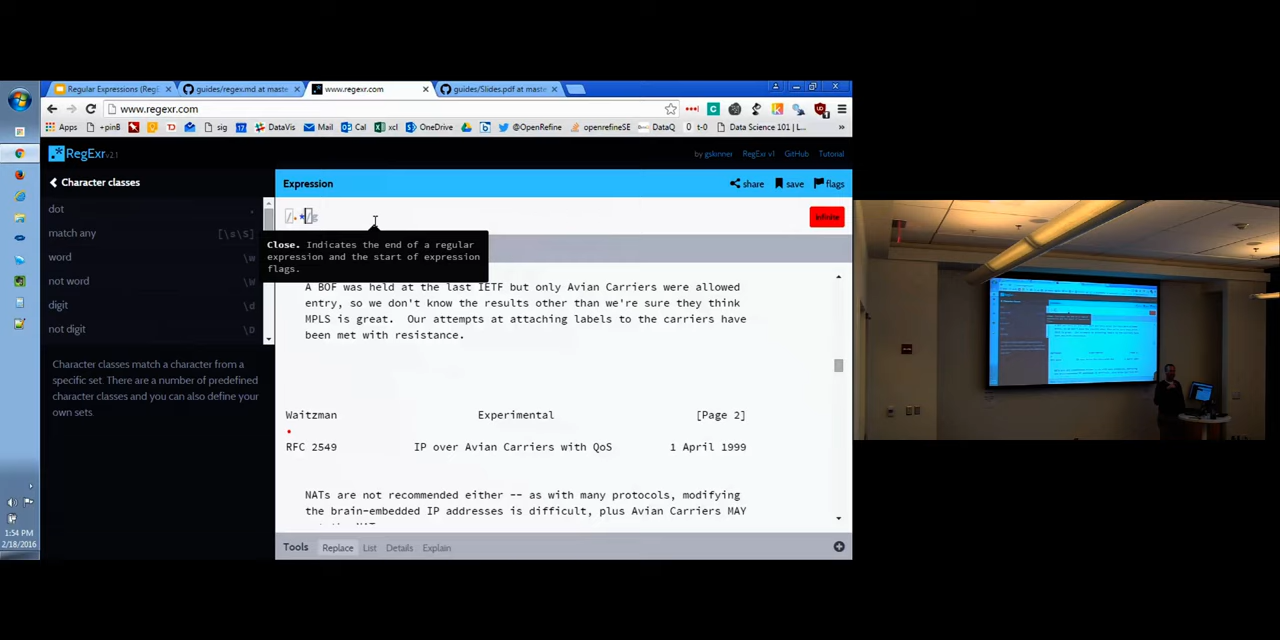 Regular Expressions (RegE
guides/regex.md at maste
www.regexr.com
guides/Slides.pdf at maste
www.regexr.com
Apps +pinB TD sig 17 DataVis Mail Cal xcl OneDrive @OpenRefine openrefineSE DataQ t-0 Data Science 101 | L... »
RegExr v2.1
by gskinner RegExr v1 GitHub Tutorial
Character classes
Expression
share save flags
dot .
match any [\s\S]
word \w
not word \W
digit \d
not digit \D
/.*/g
infinite
Close. Indicates the end of a regular
expression and the start of expression
flags.
A BOF was held at the last IETF but only Avian Carriers were allowed
entry, so we don't know the results other than we're sure they think
MPLS is great. Our attempts at attaching labels to the carriers have
been met with resistance.
Waitzman Experimental [Page 2]
RFC 2549 IP over Avian Carriers with QoS 1 April 1999
NATs are not recommended either -- as with many protocols, modifying
the brain-embedded IP addresses is difficult, plus Avian Carriers MAY
Character classes match a character from a
specific set. There are a number of predefined
character classes and you can also define your
own sets.
Tools Replace List Details Explain
1:54 PM
2/18/2016